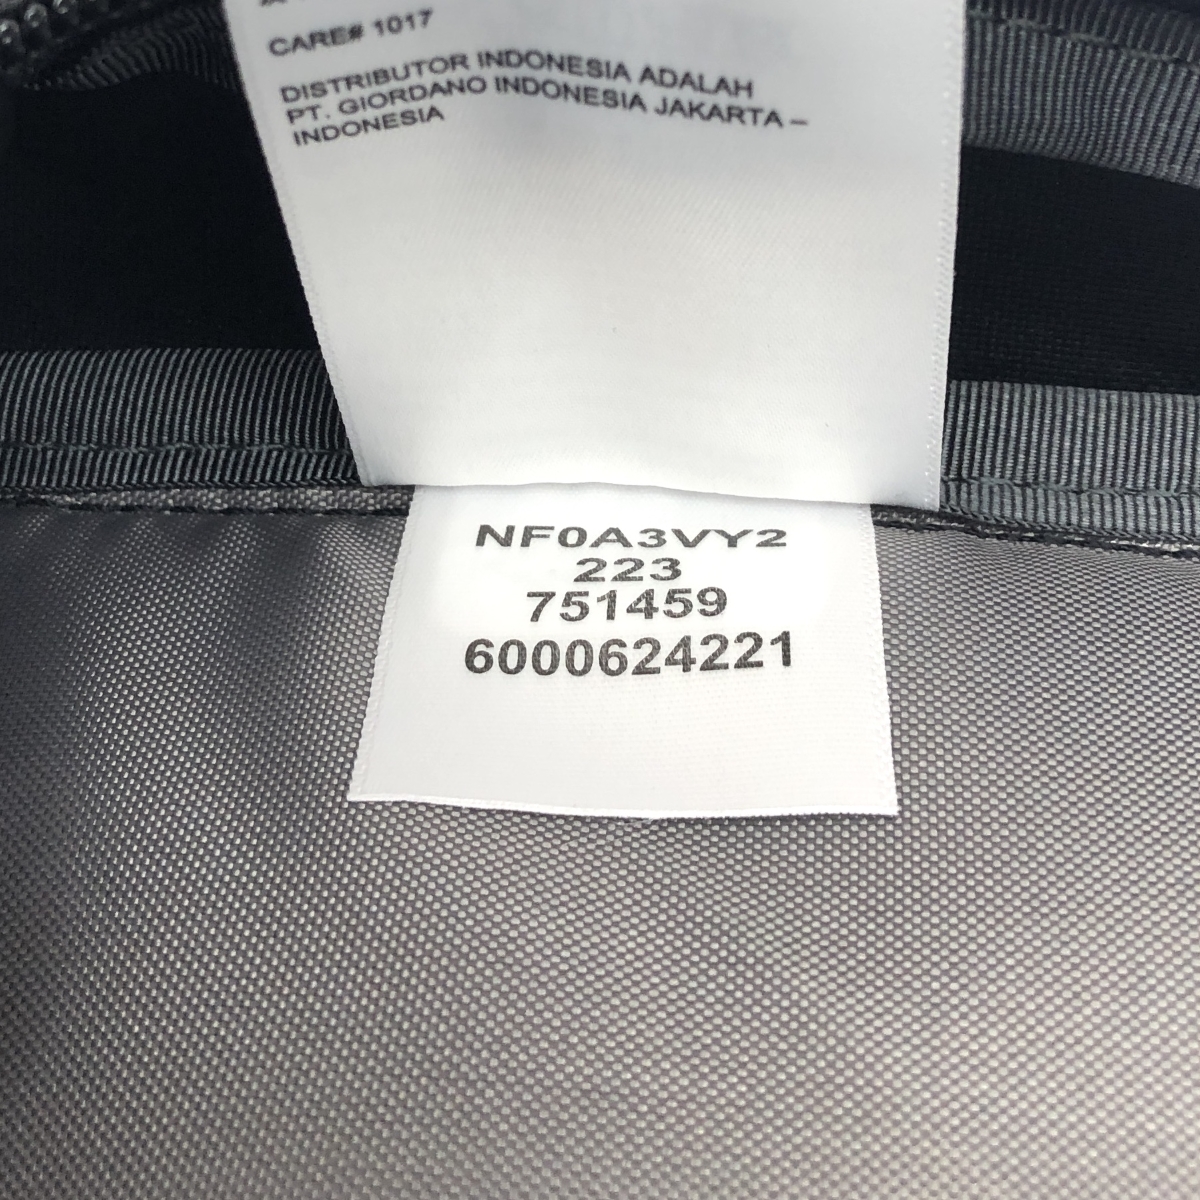 CARE# 1017
DISTRIBUTOR INDONESIA ADALAH
PT. GIORDANO INDONESIA JAKARTA –
INDONESIA
NF0A3VY2
223
751459
6000624221